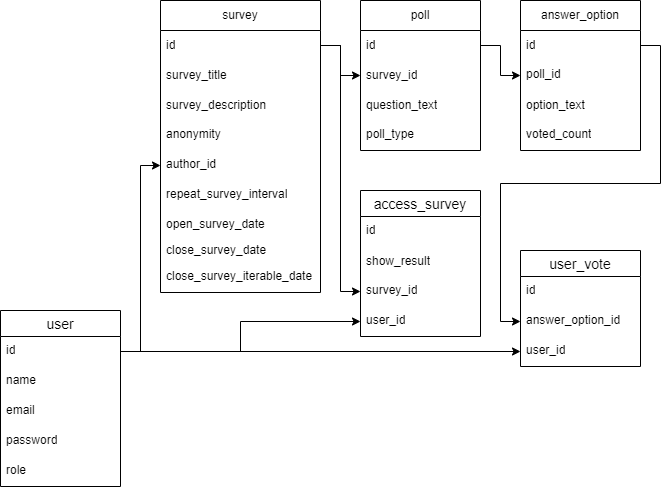 survey
id
survey_title
survey_description
anonymity
author_id
repeat_survey_interval
open_survey_date
close_survey_date
close_survey_iterable_date
poll
id
survey_id
question_text
poll_type
answer_option
id
poll_id
option_text
voted_count
access_survey
id
show_result
survey_id
user_id
user_vote
id
answer_option_id
user_id
user
id
name
email
password
role